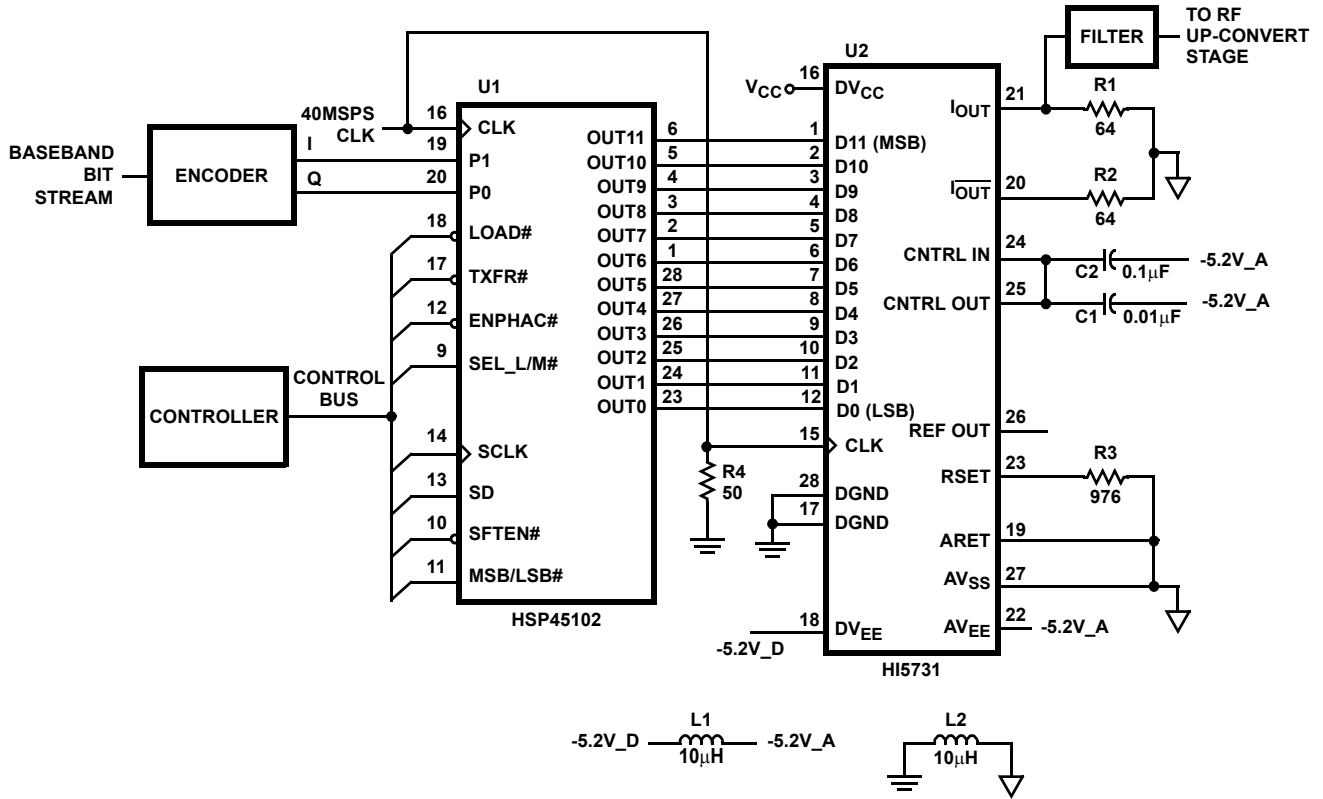 TO RF
UP-CONVERT
STAGE
FILTER
U2
U1
BASEBAND
BIT
STREAM
ENCODER
I
Q
40MSPS
CLK
16
CLK
19
P1
20
P0
18
LOAD#
17
TXFR#
12
ENPHAC#
9
SEL_L/M#
CONTROLLER
CONTROL
BUS
14
SCLK
13
SD
10
SFTEN#
11
MSB/LSB#
HSP45102
OUT11 6
OUT10 5
OUT9 4
OUT8 3
OUT7 2
OUT6 1
OUT5 28
OUT4 27
OUT3 26
OUT2 25
OUT1 24
OUT0 23
VCC
16
DVCC
1 D11 (MSB)
2 D10
3 D9
4 D8
5 D7
6 D6
7 D5
8 D4
9 D3
10 D2
11 D1
12 D0 (LSB)
15 CLK
R4
50
28 DGND
17 DGND
18 DVEE
-5.2V_D
HI5731
IOUT 21
R1
64
IOUT 20
R2
64
CNTRL IN 24
C2 0.1μF -5.2V_A
CNTRL OUT 25
C1 0.01μF -5.2V_A
REF OUT 26
RSET 23
R3
976
ARET 19
AVSS 27
AVEE 22 -5.2V_A
L1
-5.2V_D -5.2V_A
10μH
L2
10μH